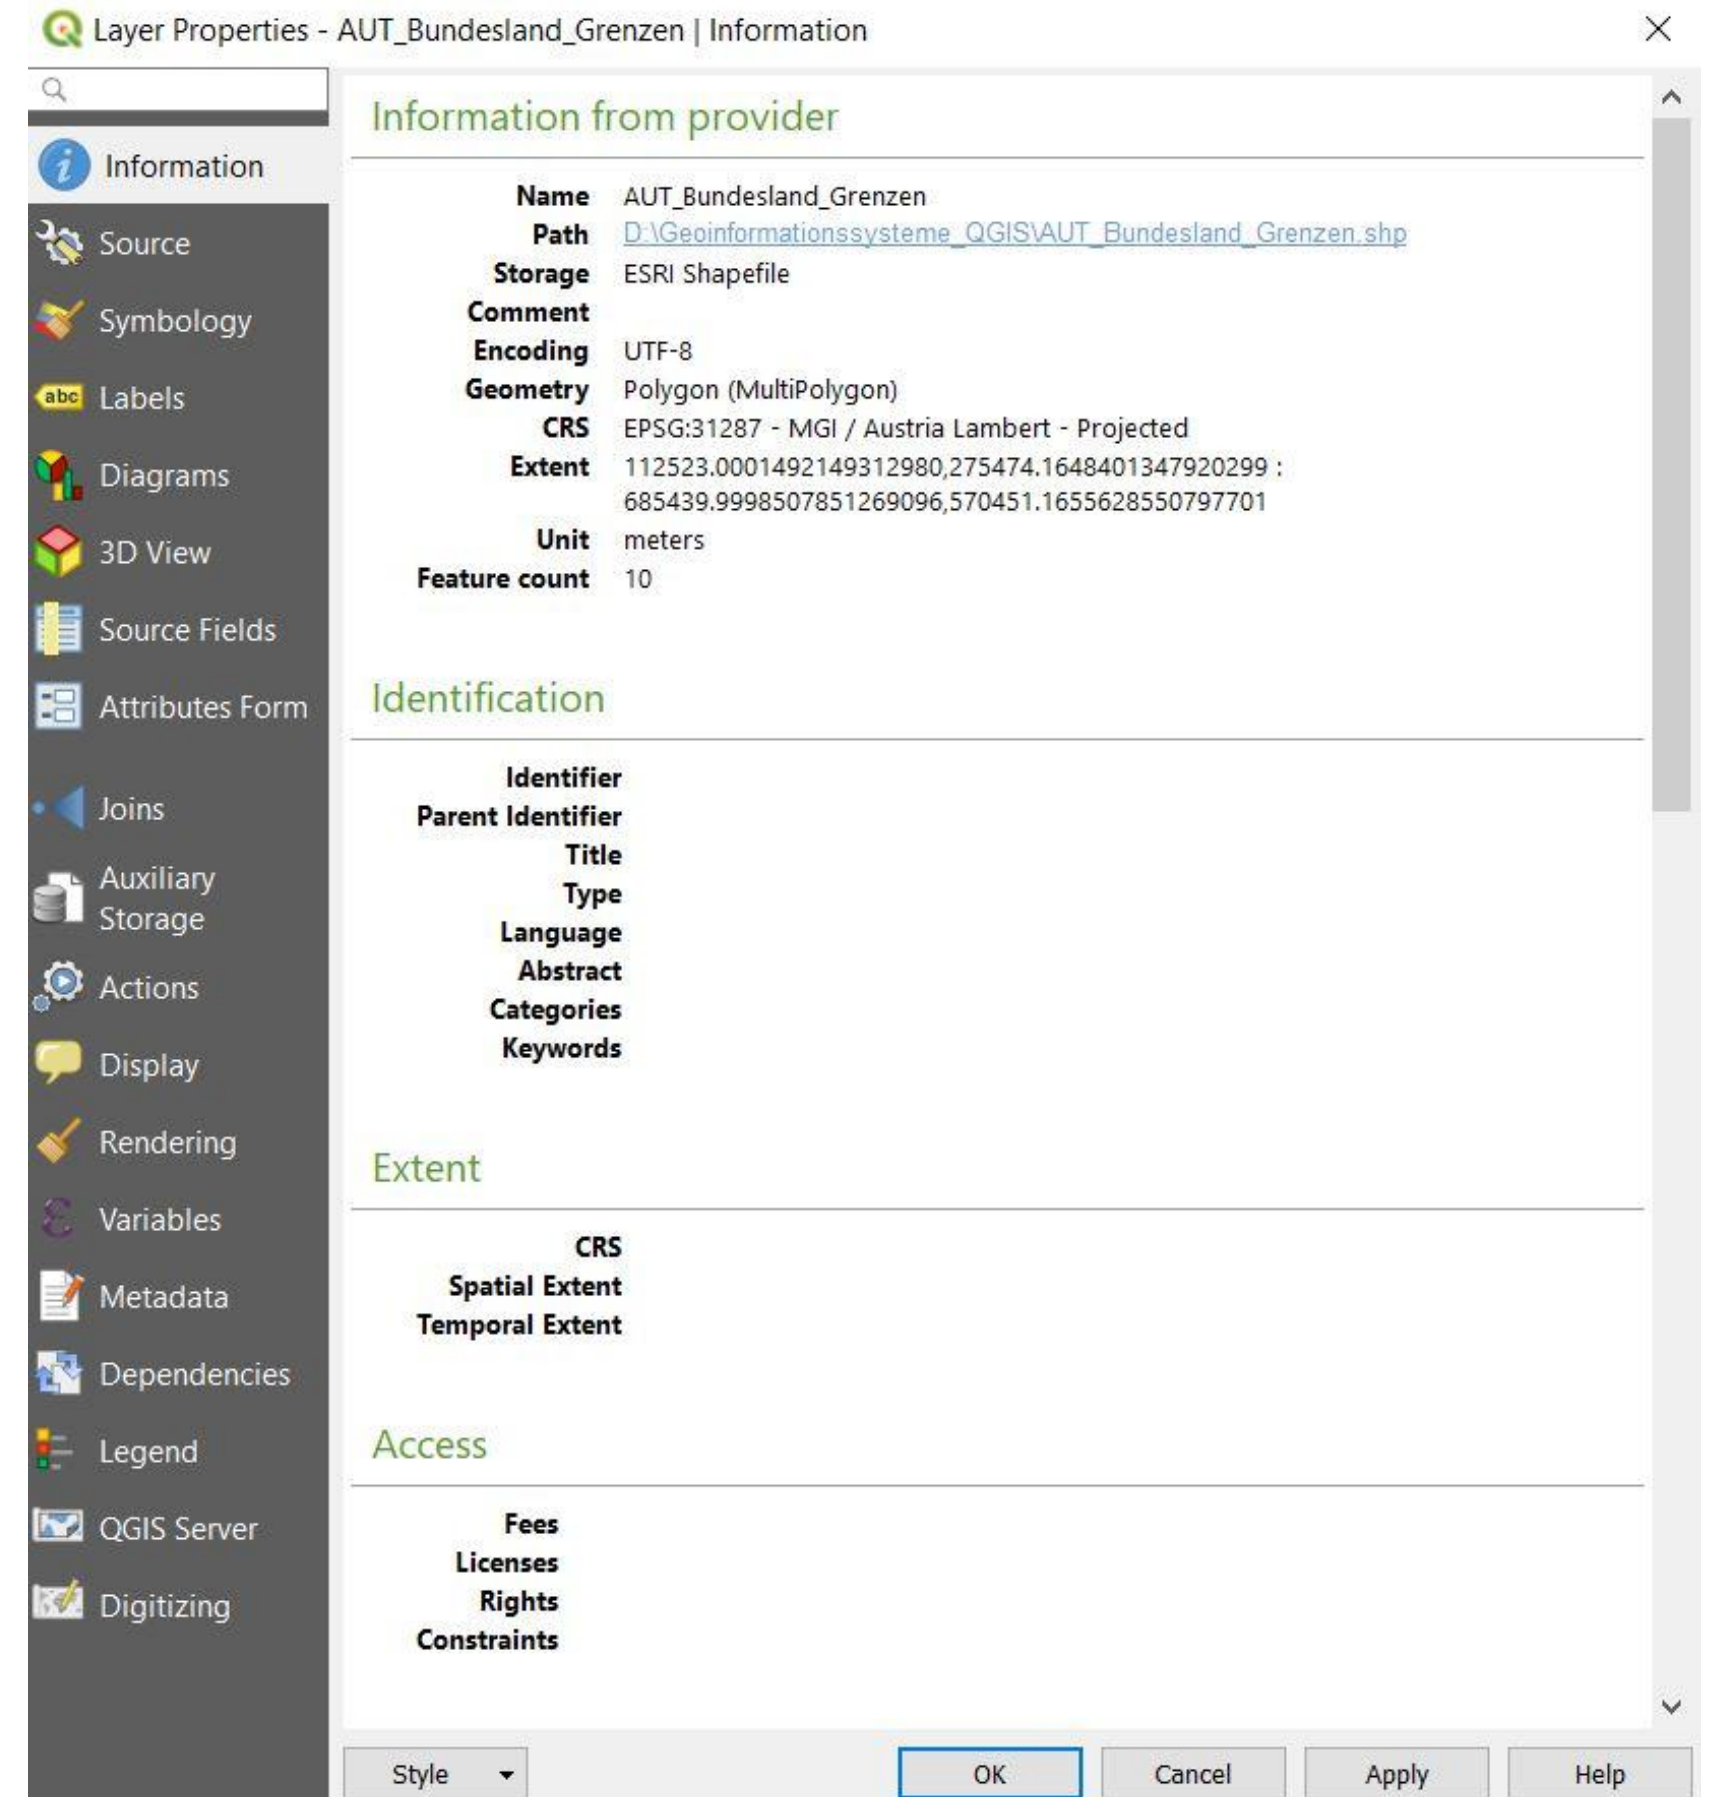 Layer Properties - AUT_Bundesland_Grenzen | Information
Information
Source
Symbology
abc
Labels
Diagrams
3D View
Source Fields
Attributes Form
Joins
Auxiliary
Storage
Actions
Display
Rendering
Variables
Metadata
Dependencies
Legend
QGIS Server
Digitizing
Information from provider
Name AUT_Bundesland_Grenzen
Path D:\Geoinformationssysteme_QGIS\AUT_Bundesland_Grenzen.shp
Storage ESRI Shapefile
Comment
Encoding UTF-8
Geometry Polygon (MultiPolygon)
CRS EPSG:31287 - MGI / Austria Lambert - Projected
Extent 112523.0001492149312980,275474.1648401347920299 :
685439.9998507851269096,570451.1655628550797701
Unit meters
Feature count 10
Identification
Identifier
Parent Identifier
Title
Type
Language
Abstract
Categories
Keywords
Extent
CRS
Spatial Extent
Temporal Extent
Access
Fees
Licenses
Rights
Constraints
Style
OK
Cancel
Apply
Help